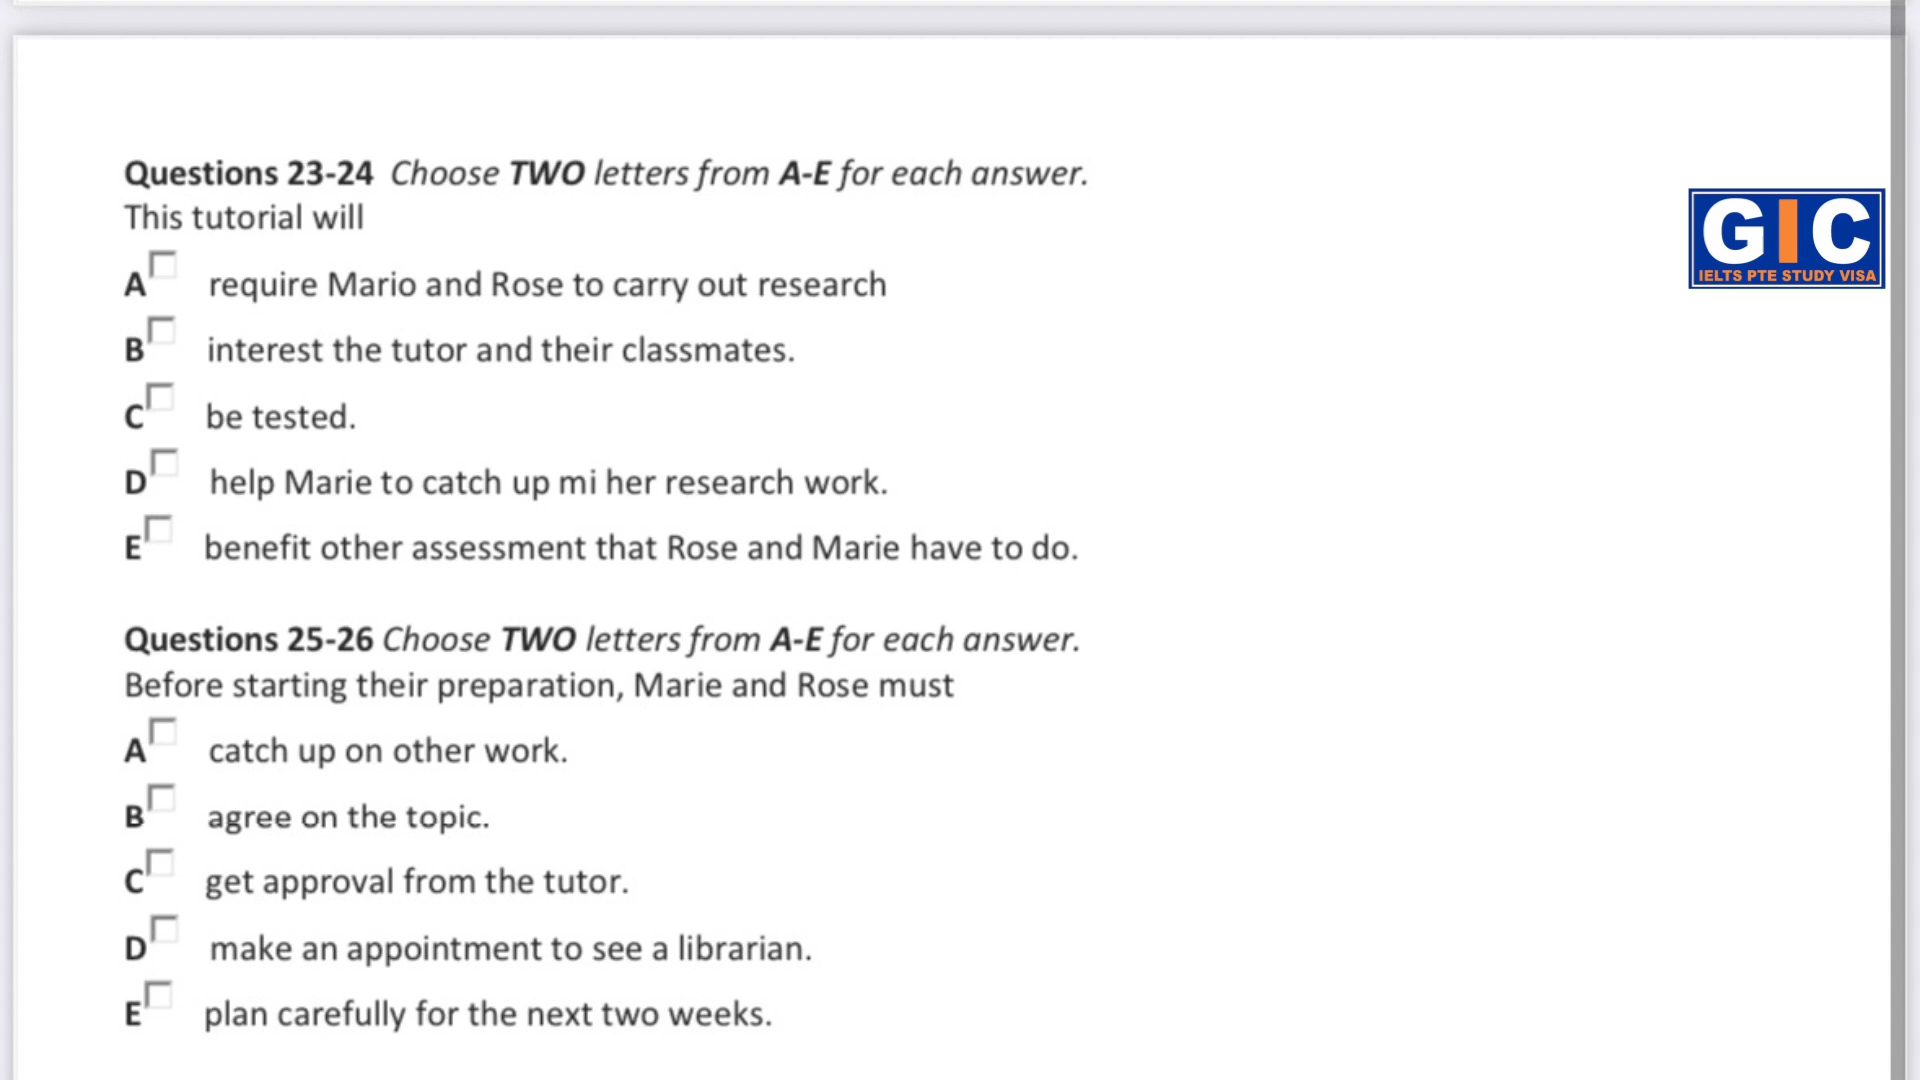 Questions 23-24 Choose TWO letters from A-E for each answer.
This tutorial will
A require Mario and Rose to carry out research
B interest the tutor and their classmates.
C be tested.
D help Marie to catch up mi her research work.
E benefit other assessment that Rose and Marie have to do.
Questions 25-26 Choose TWO letters from A-E for each answer.
Before starting their preparation, Marie and Rose must
A catch up on other work.
B agree on the topic.
C get approval from the tutor.
D make an appointment to see a librarian.
E plan carefully for the next two weeks.
GIC
IELTS PTE STUDY VISA